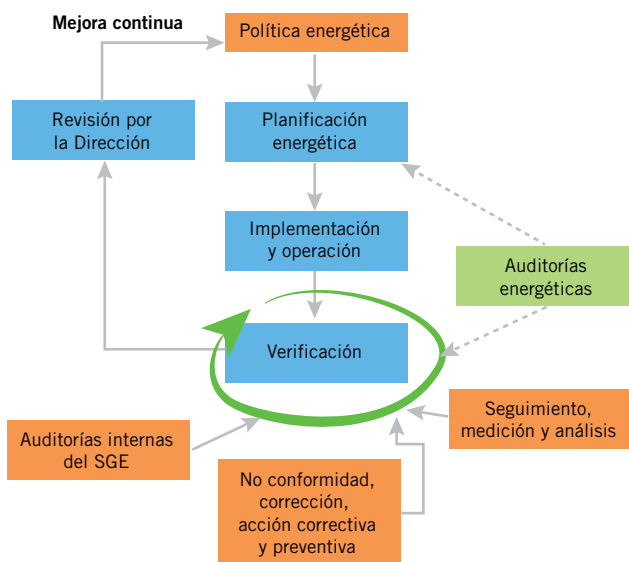 Mejora continua
Política energética
Revisión por
la Dirección
Planificación
energética
Implementación
y operación
Auditorías
energéticas
Verificación
Auditorías internas
del SGE
Seguimiento,
medición y análisis
No conformidad,
corrección,
acción correctiva
y preventiva